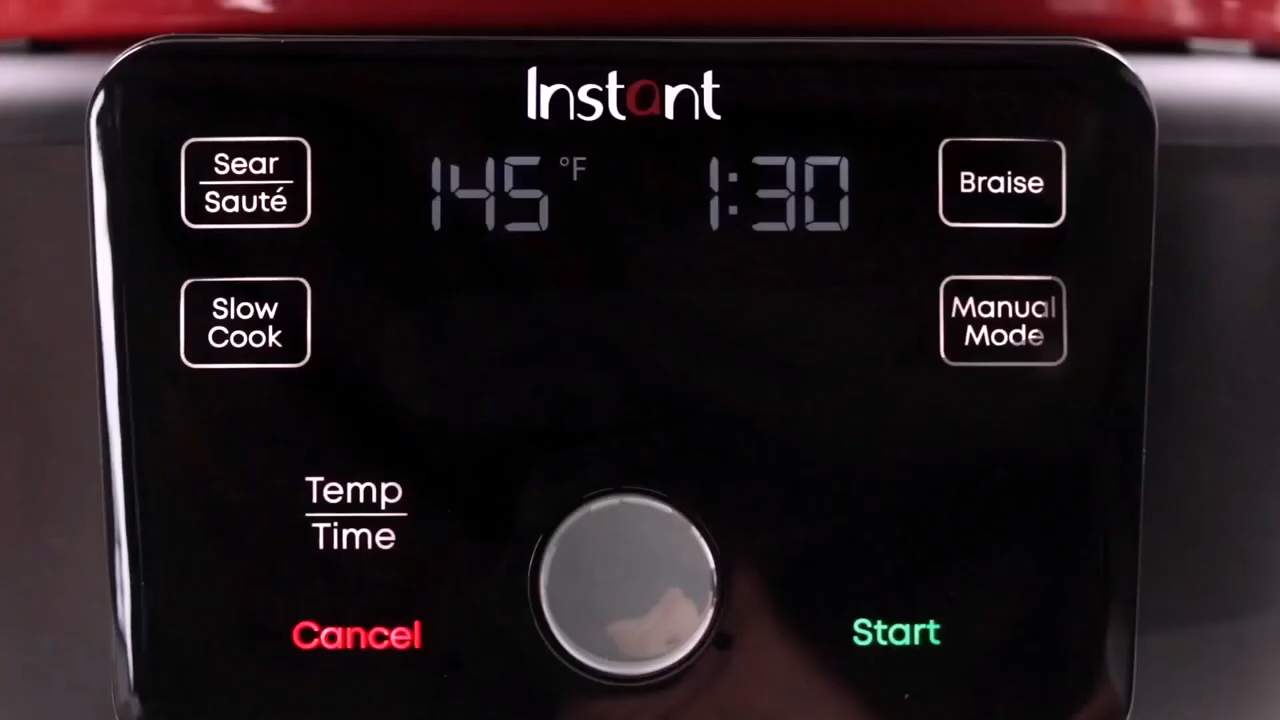 Instant
Sear
Sauté
145 °F
1:30
Braise
Slow
Cook
Manual
Mode
Temp
Time
Cancel
Start